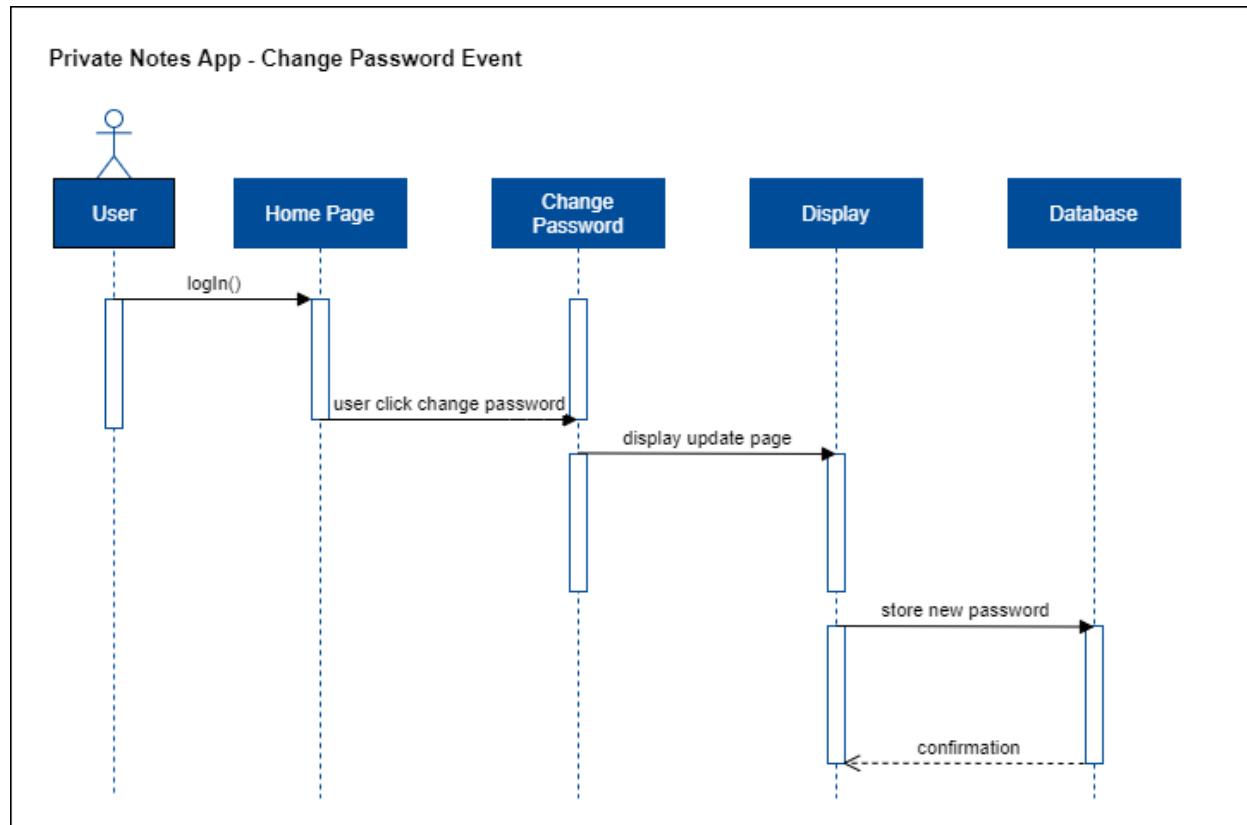 Private Notes App - Change Password Event
User
Home Page
Change
Password
Display
Database
logIn()
user click change password
display update page
store new password
confirmation